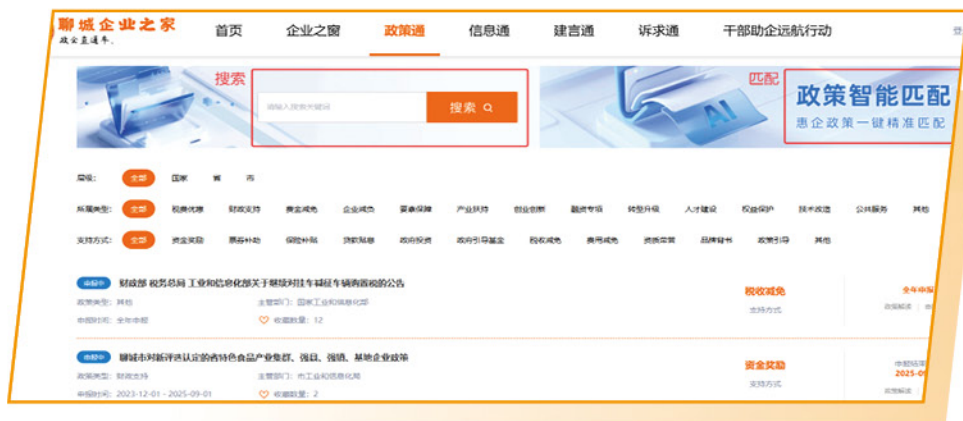 聊城企业之家
政企直通车、
首页 企业之窗 政策通 信息通 建言通 诉求通 干部助企远航行动
搜索
请输入搜索关键词
搜索
匹配
政策智能匹配
惠企政策一键精准匹配
AI
层级： 全部 国家 省 市
所属类型： 全部 税费优惠 财政支持 费金减免 企业减负 要素保障 产业扶持 创业创新 融资专项 转型升级 人才建设 权益保护 技术改造 公共服务 其他
支持方式： 全部 资金奖励 票券补助 保险补贴 贷款贴息 政府投资 政府引导基金 税收减免 费用减免 资质荣誉 品牌背书 政策引导 其他
申报中 财政部 税务总局 工业和信息化部关于继续对挂车减征车辆购置税的公告
政策类型： 其他 主管部门： 国家工业和信息化部
申报时间： 全年申报 收藏数量： 12
税收减免
支持方式
全年申报
政策解读
申报中 聊城市对新评选认定的省特色食品产业集群、强县、强镇、基地企业政策
政策类型： 财政支持 主管部门： 市工业和信息化局
申报时间： 2023-12-01 - 2025-09-01 收藏数量： 2
资金奖励
支持方式
申报结束
2025-09
政策解读